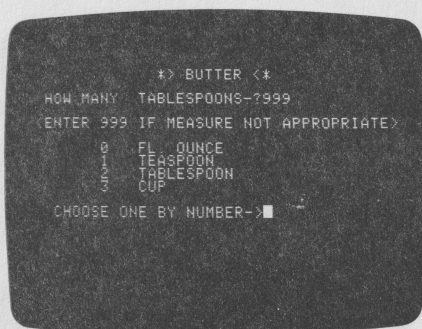 *> BUTTER <*
HOW MANY TABLESPOONS-?999
<ENTER 999 IF MEASURE NOT APPROPRIATE>
0 FL. OUNCE
1 TEASPOON
2 TABLESPOON
3 CUP
CHOOSE ONE BY NUMBER->